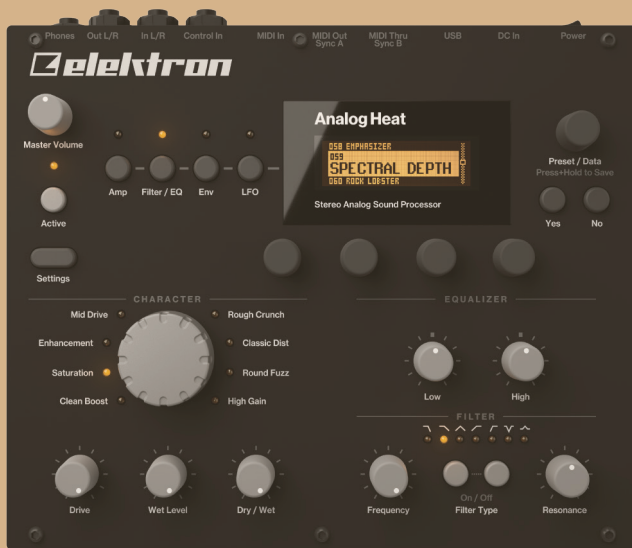 Phones Out L/R In L/R Control In MIDI In MIDI Out MIDI Thru USB DC In Power
Sync A Sync B
elektron
Master Volume
Amp Filter / EQ Env LFO
Active
Settings
Analog Heat
058 EMPHASIZER
059
SPECTRAL DEPTH
060 ROCK LOBSTER
Stereo Analog Sound Processor
Preset / Data
Press+Hold to Save
Yes No
CHARACTER
Mid Drive Rough Crunch
Enhancement Classic Dist
Saturation Round Fuzz
Clean Boost High Gain
Drive Wet Level Dry / Wet
EQUALIZER
Low High
FILTER
On / Off
Frequency Filter Type Resonance